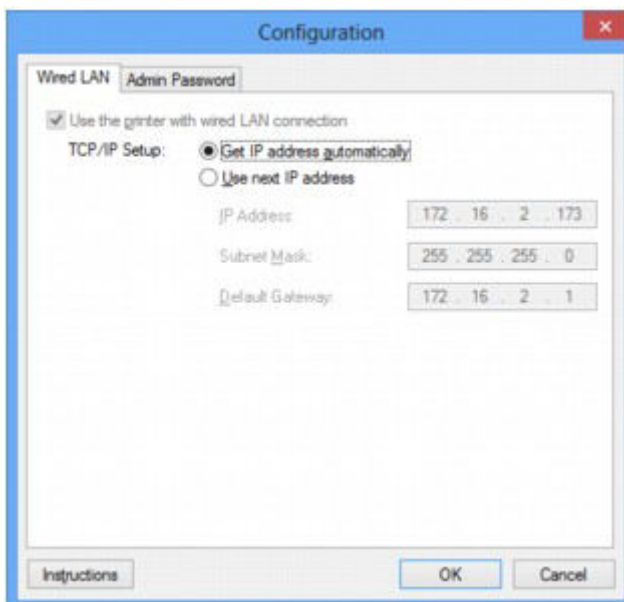 Configuration
Wired LAN Admin Password
Use the printer with wired LAN connection
TCP/IP Setup: Get IP address automatically
Use next IP address
IP Address: 172 . 16 . 2 . 173
Subnet Mask: 255 . 255 . 255 . 0
Default Gateway: 172 . 16 . 2 . 1
Instructions OK Cancel